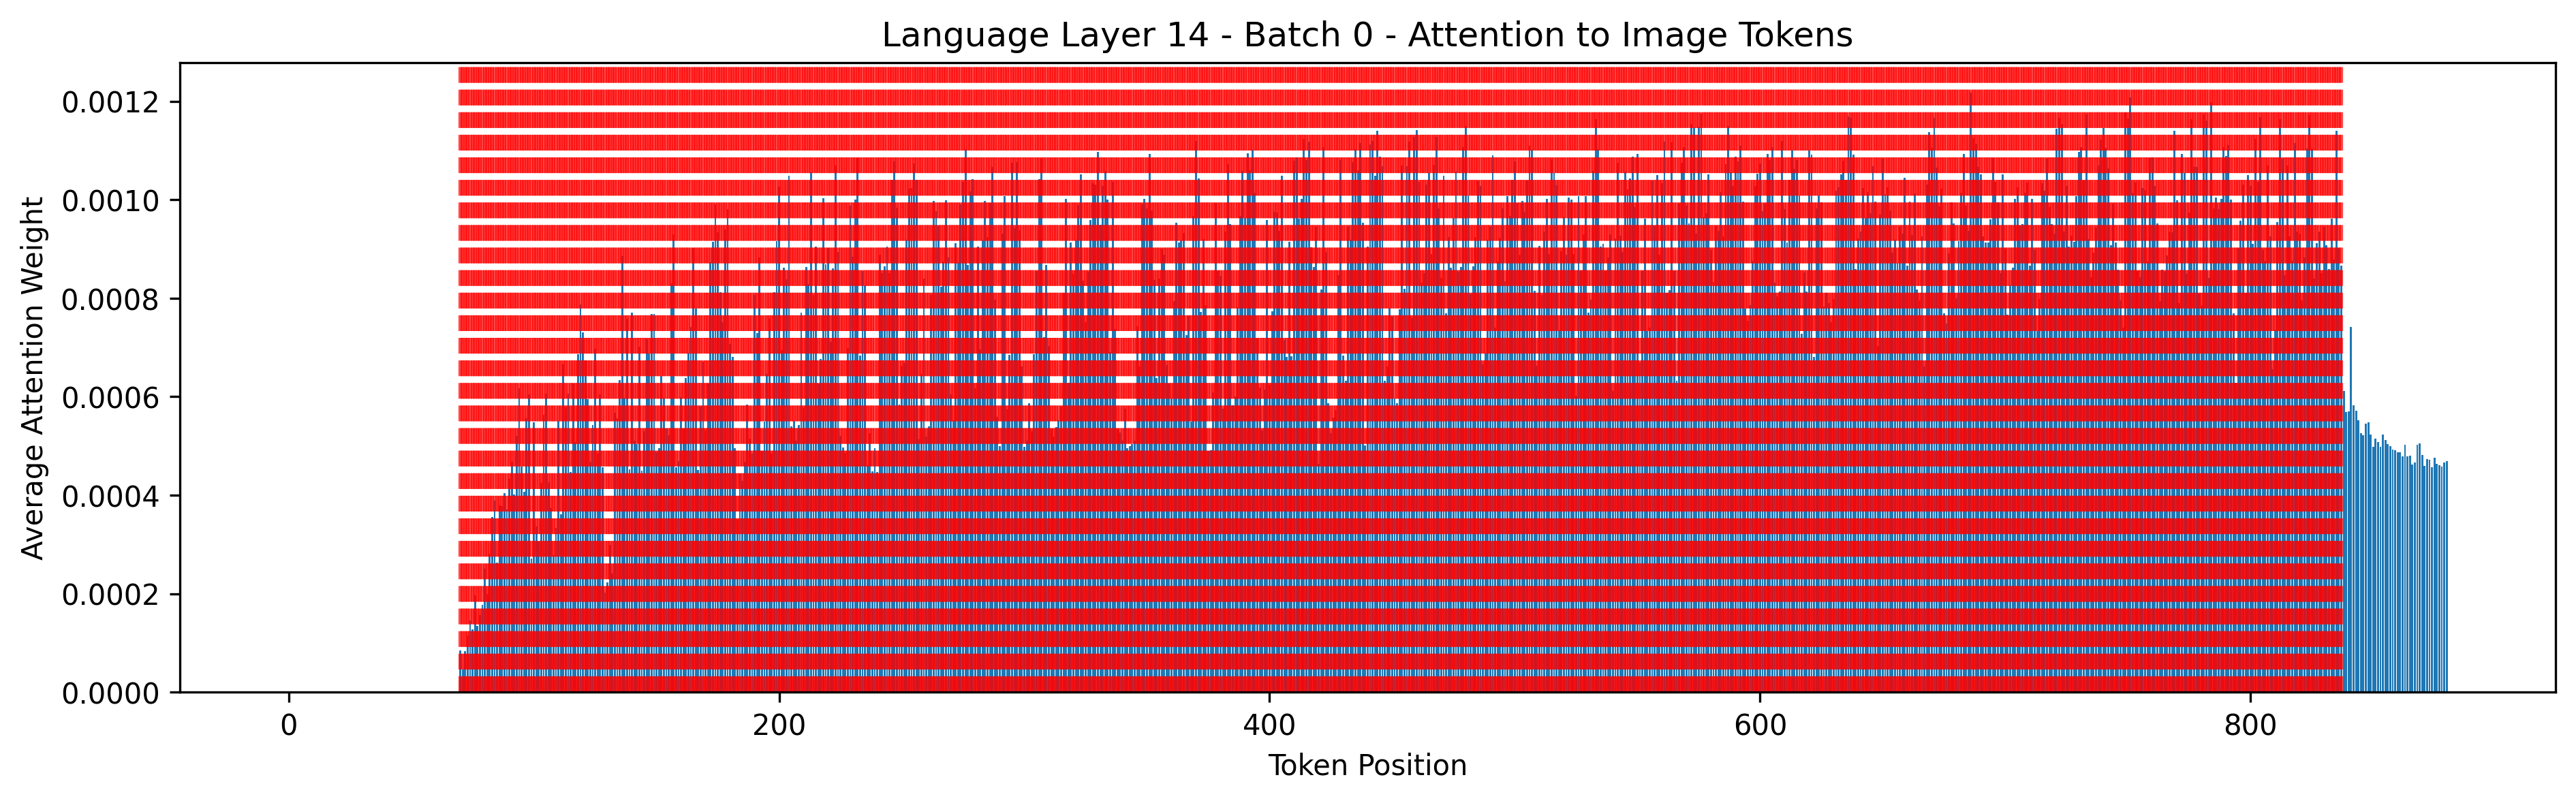 Language Layer 14 - Batch 0 - Attention to Image Tokens
Average Attention Weight
0.0012
0.0010
0.0008
0.0006
0.0004
0.0002
0.0000
0 200 400 600 800
Token Position